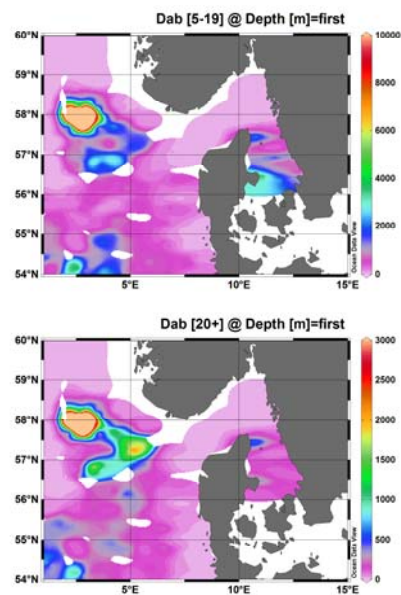 Dab [5-19] @ Depth [m]=first
60°N
59°N
58°N
57°N
56°N
55°N
54°N
5°E
10°E
15°E
10000
8000
6000
4000
2000
0
Ocean Data View
Dab [20+] @ Depth [m]=first
60°N
59°N
58°N
57°N
56°N
55°N
54°N
5°E
10°E
15°E
3000
2500
2000
1500
1000
500
0
Ocean Data View